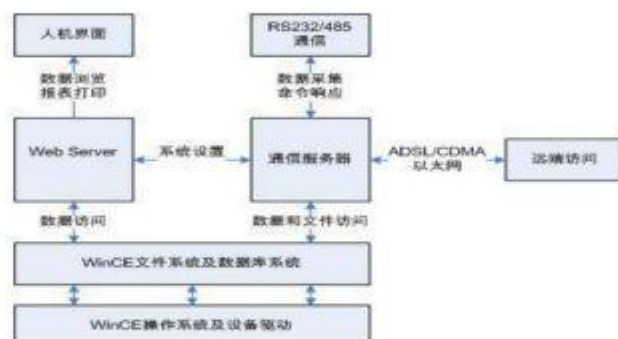 人机界面
RS232/485
通信
数据浏览
报表打印
数据采集
命令响应
Web Server
系统设置
通信服务器
ADSL/CDMA
以太网
远端访问
数据访问
数据和文件访问
WinCE文件系统及数据库系统
WinCE操作系统及设备驱动